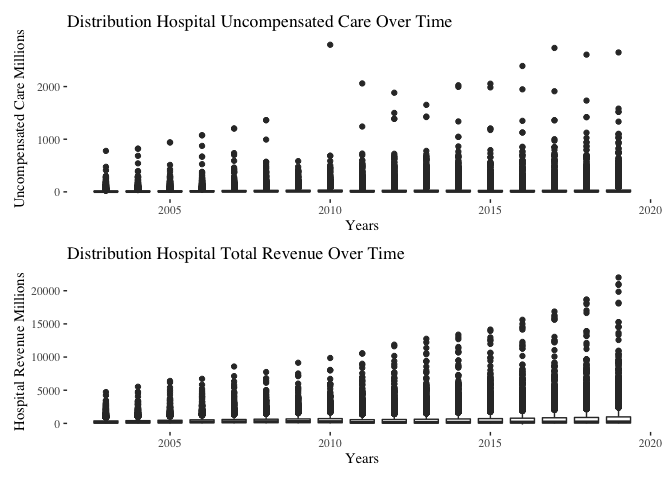 Distribution Hospital Uncompensated Care Over Time
Uncompensated Care Millions
2000
1000
0
2005
2010
2015
2020
Years
Distribution Hospital Total Revenue Over Time
Hospital Revenue Millions
20000
15000
10000
5000
0
2005
2010
2015
2020
Years